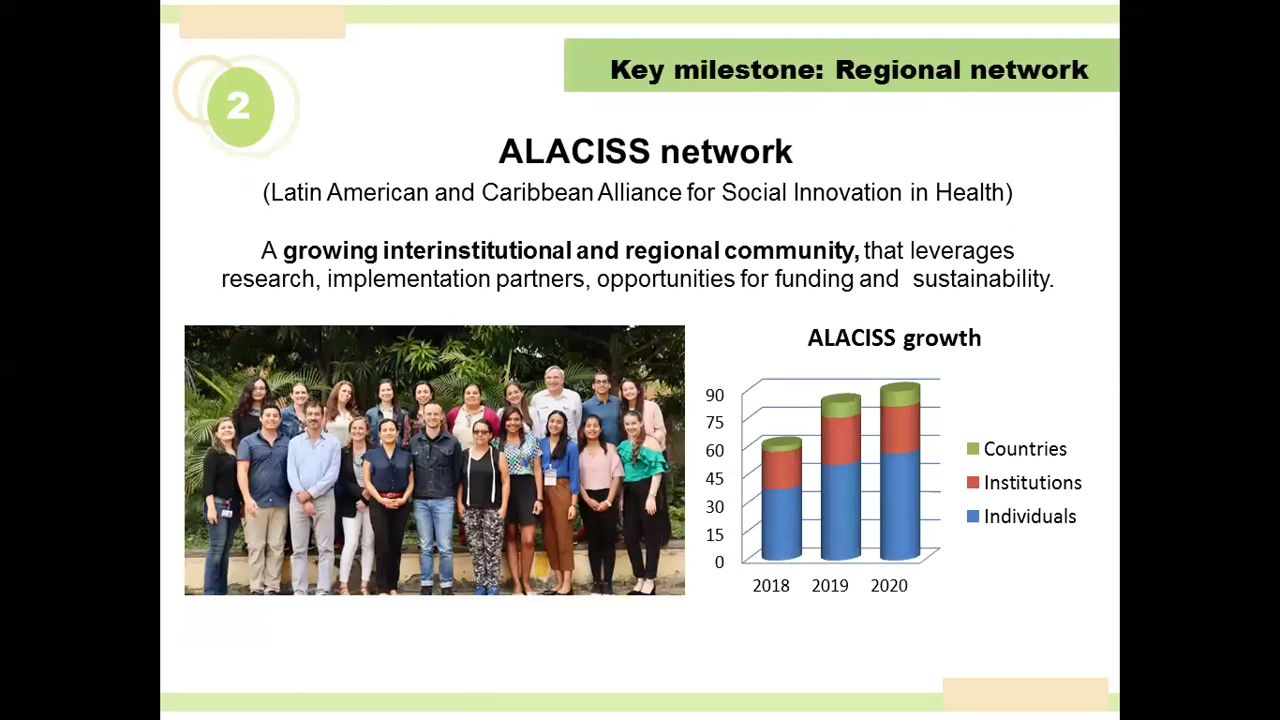 Key milestone: Regional network
2
ALACISS network
(Latin American and Caribbean Alliance for Social Innovation in Health)
A growing interinstitutional and regional community, that leverages
research, implementation partners, opportunities for funding and sustainability.
ALACISS growth
90
75
60
45
30
15
0
2018 2019 2020
Countries
Institutions
Individuals